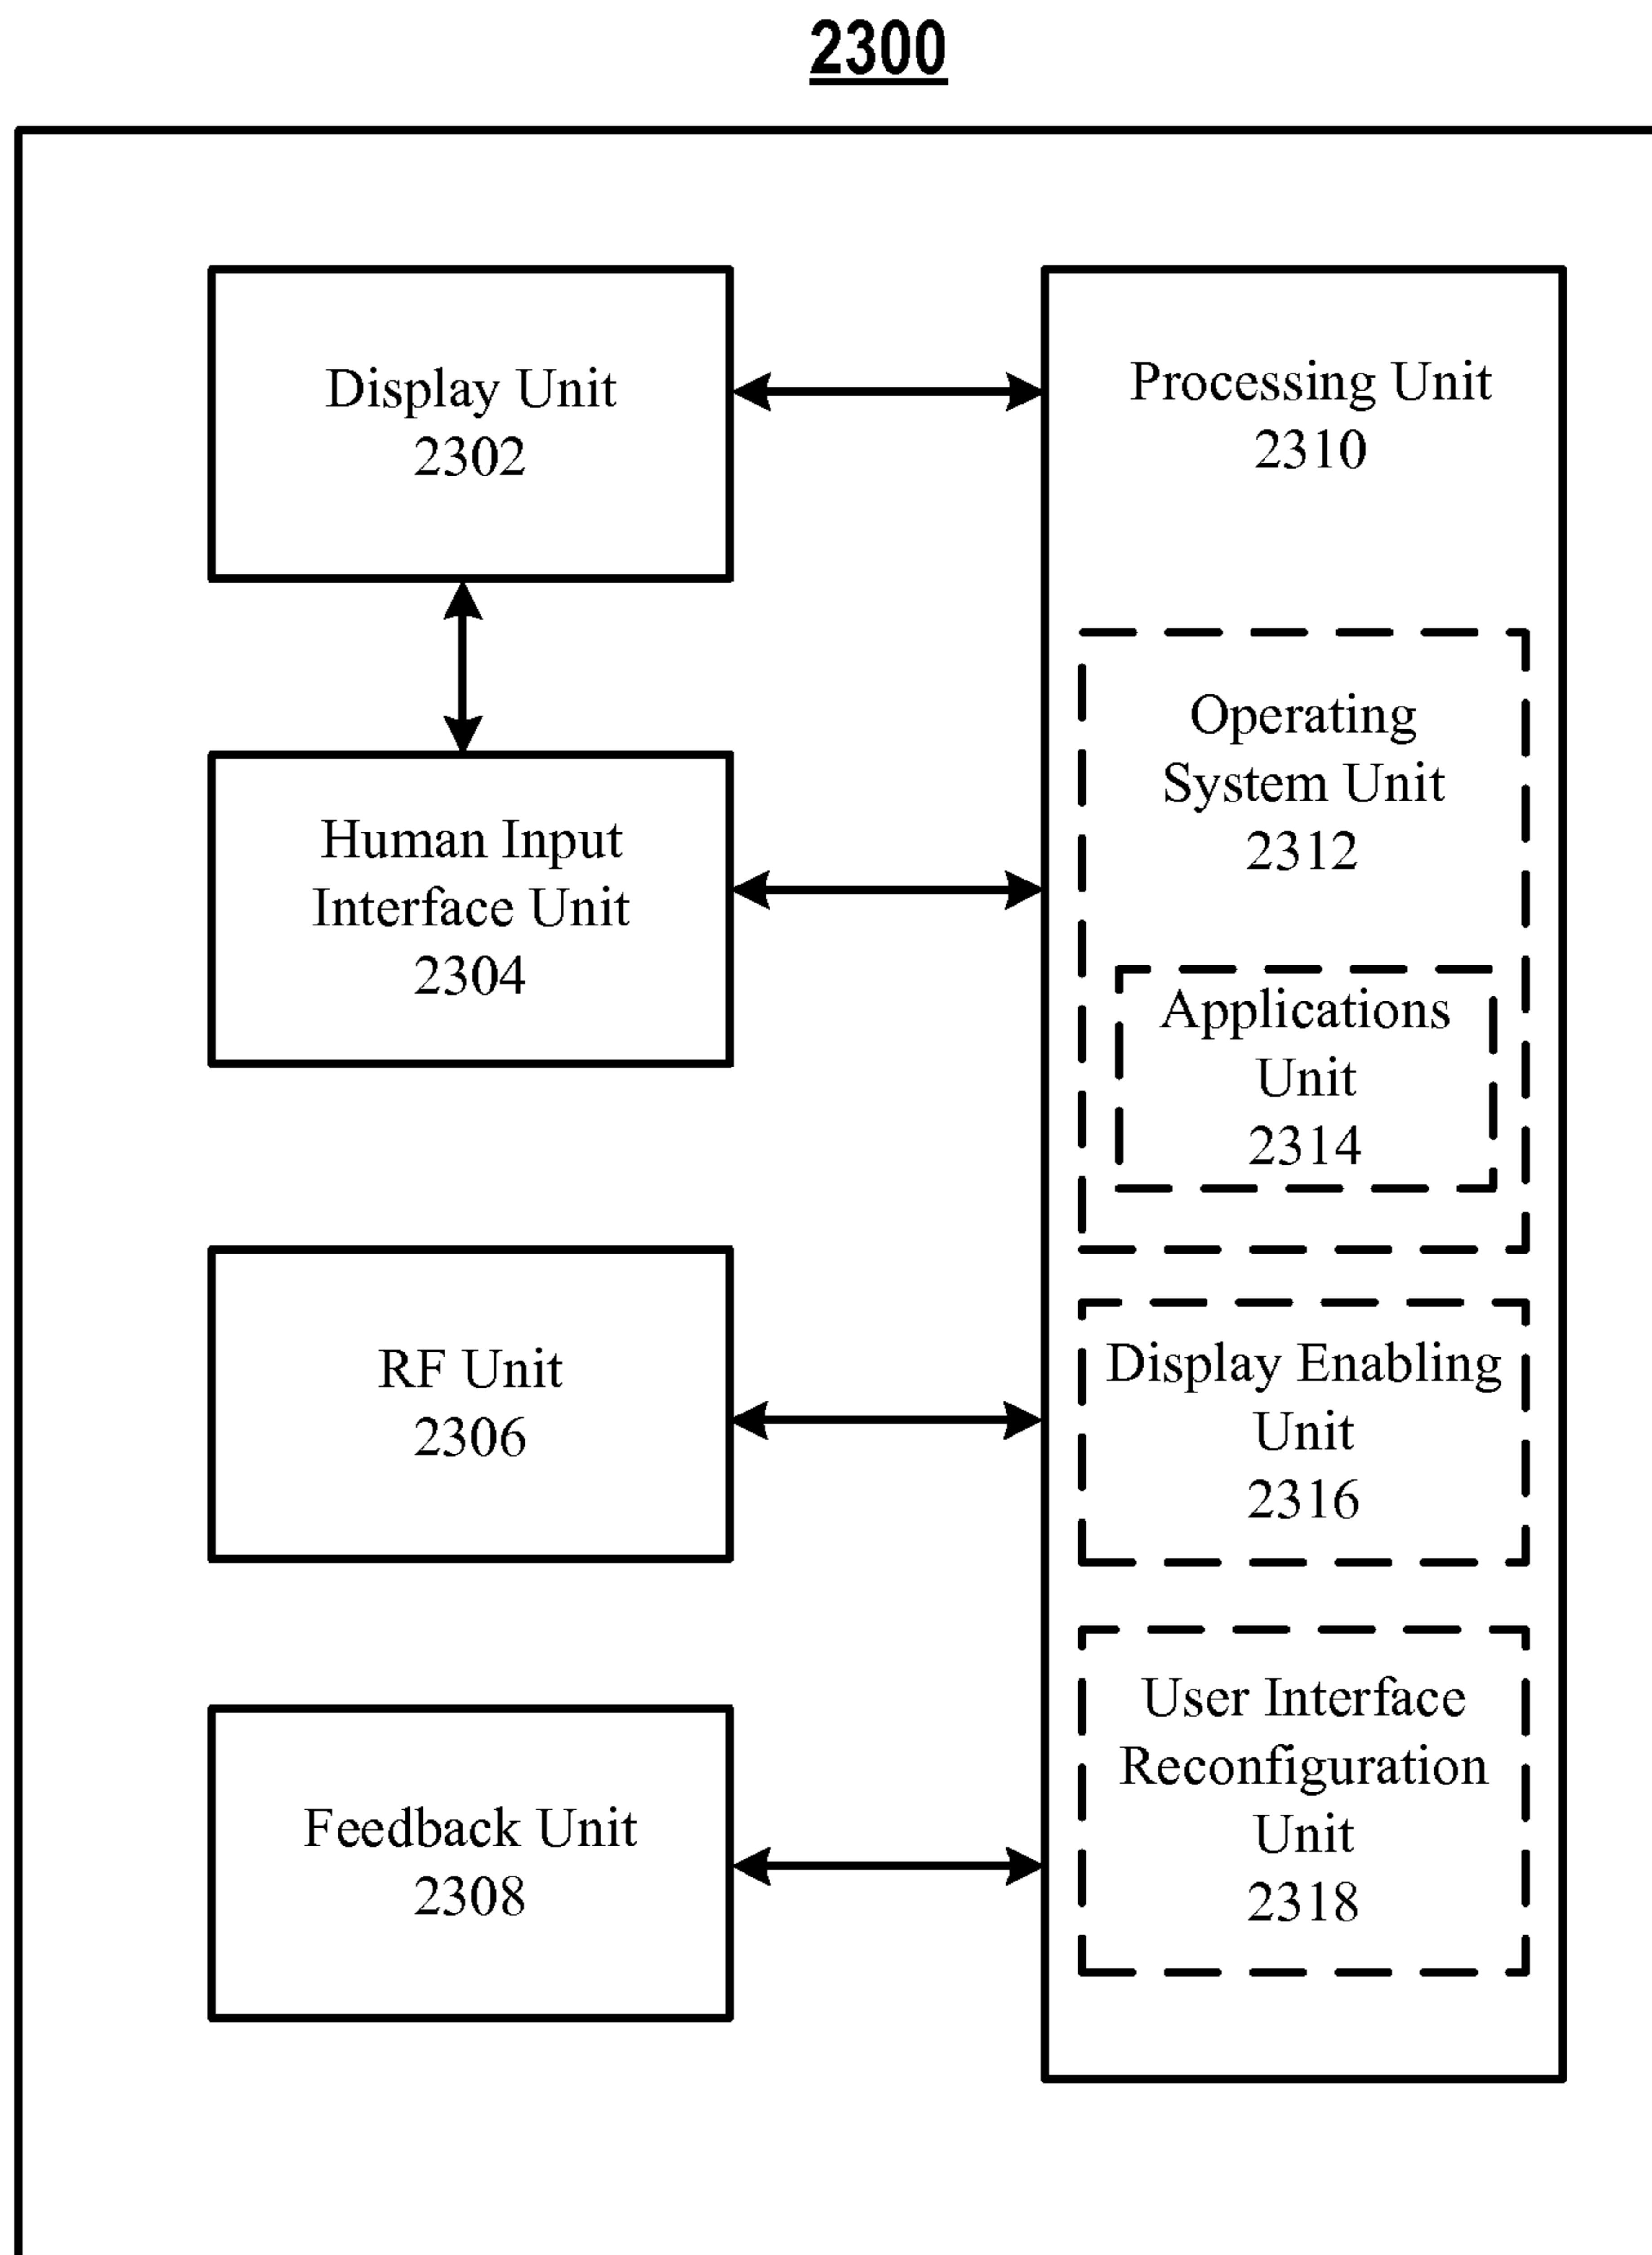 2300
Display Unit
2302
Processing Unit
2310
Human Input
Interface Unit
2304
Operating
System Unit
2312
Applications
Unit
2314
RF Unit
2306
Display Enabling
Unit
2316
Feedback Unit
2308
User Interface
Reconfiguration
Unit
2318